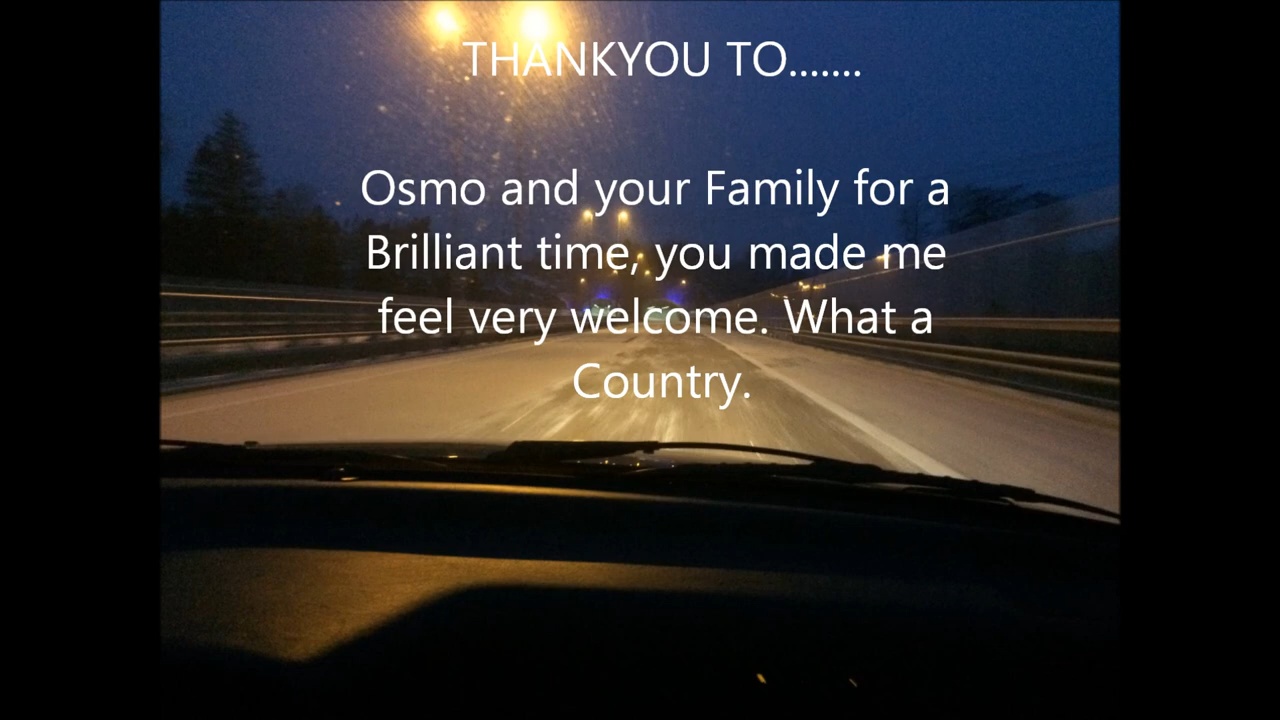 THANKYOU TO.......
Osmo and your Family for a
Brilliant time, you made me
feel very welcome. What a
Country.